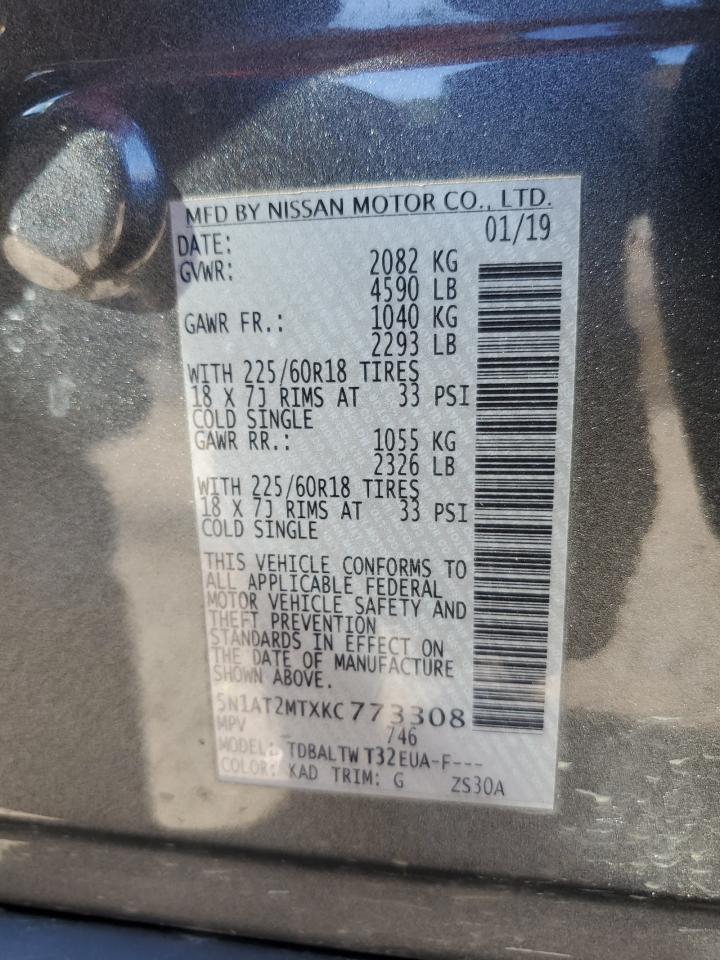 MFD BY NISSAN MOTOR CO., LTD.
DATE: 01/19
GVWR: 2082 KG
4590 LB
GAWR FR.: 1040 KG
2293 LB
WITH 225/60R18 TIRES
18 X 7J RIMS AT 33 PSI
COLD SINGLE
GAWR RR.: 1055 KG
2326 LB
WITH 225/60R18 TIRES
18 X 7J RIMS AT 33 PSI
COLD SINGLE
THIS VEHICLE CONFORMS TO
ALL APPLICABLE FEDERAL
MOTOR VEHICLE SAFETY AND
THEFT PREVENTION
STANDARDS IN EFFECT ON
THE DATE OF MANUFACTURE
SHOWN ABOVE.
5N1AT2MTXKC773308
MPV 746
MODEL: TDBALTW T32EUA-F---
COLOR: KAD TRIM: G ZS30A